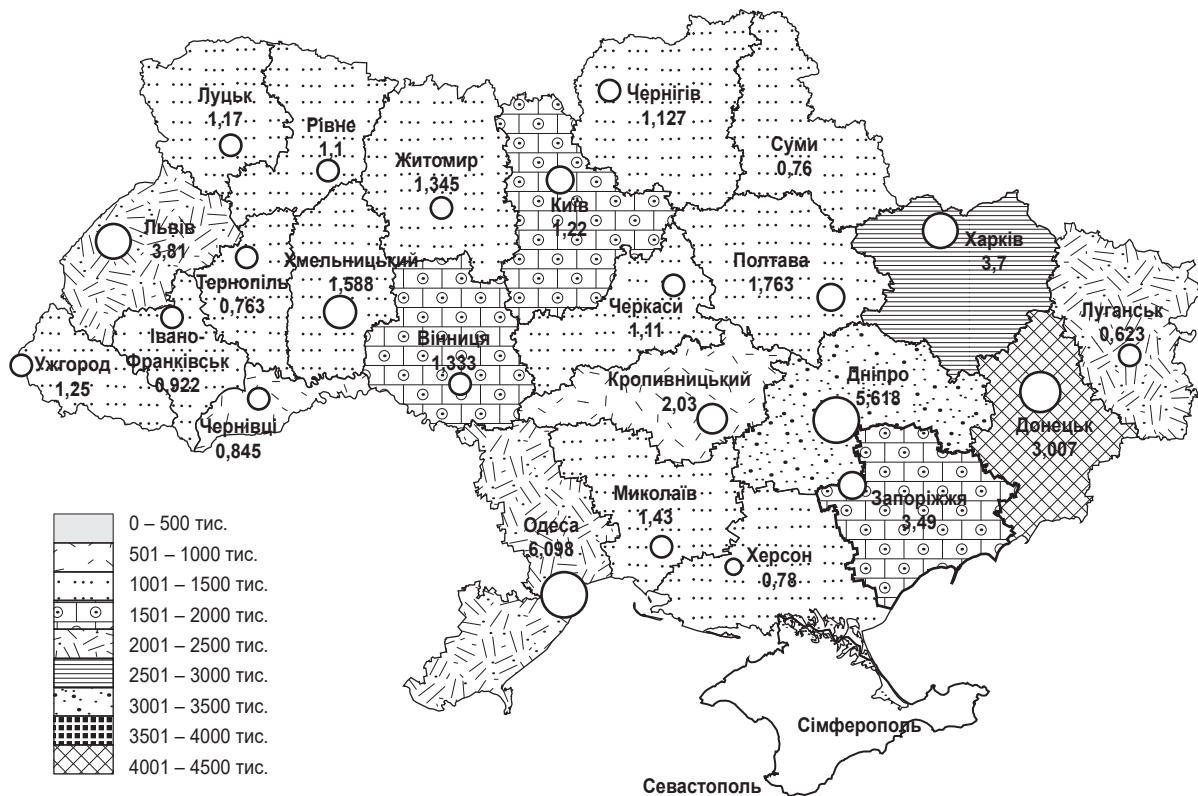 Луцьк
1,17
Рівне
1,1
Житомир
1,345
Чернігів
1,127
Суми
0,76
Київ
1,22
Львів
3,81
Тернопіль
0,763
Хмельницький
1,588
Полтава
1,763
Харків
3,7
Черкаси
1,11
Луганськ
0,623
Вінниця
1,333
Івано-
Франківськ
0,922
Ужгород
1,25
Чернівці
0,845
Кропивницький
2,03
Дніпро
5,618
Донецьк
3,007
Миколаїв
1,43
Запоріжжя
3,49
Одеса
6,098
Херсон
0,78
Сімферополь
Севастополь
0 – 500 тис.
501 – 1000 тис.
1001 – 1500 тис.
1501 – 2000 тис.
2001 – 2500 тис.
2501 – 3000 тис.
3001 – 3500 тис.
3501 – 4000 тис.
4001 – 4500 тис.